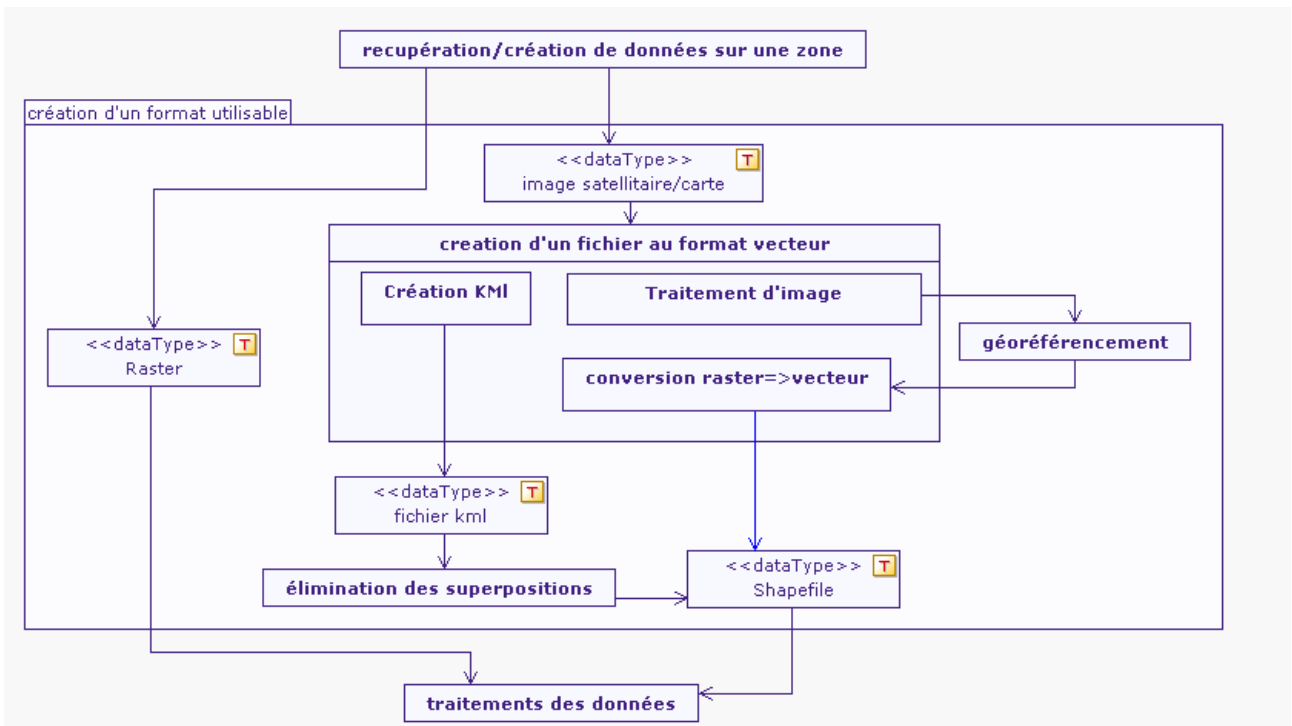 recupération/création de données sur une zone
création d'un format utilisable
<<dataType>> T
image satellitaire/carte
creation d'un fichier au format vecteur
Création KMl
Traitement d'image
géoréférencement
<<dataType>> T
Raster
conversion raster=>vecteur
<<dataType>> T
fichier kml
<<dataType>> T
Shapefile
élimination des superpositions
traitements des données